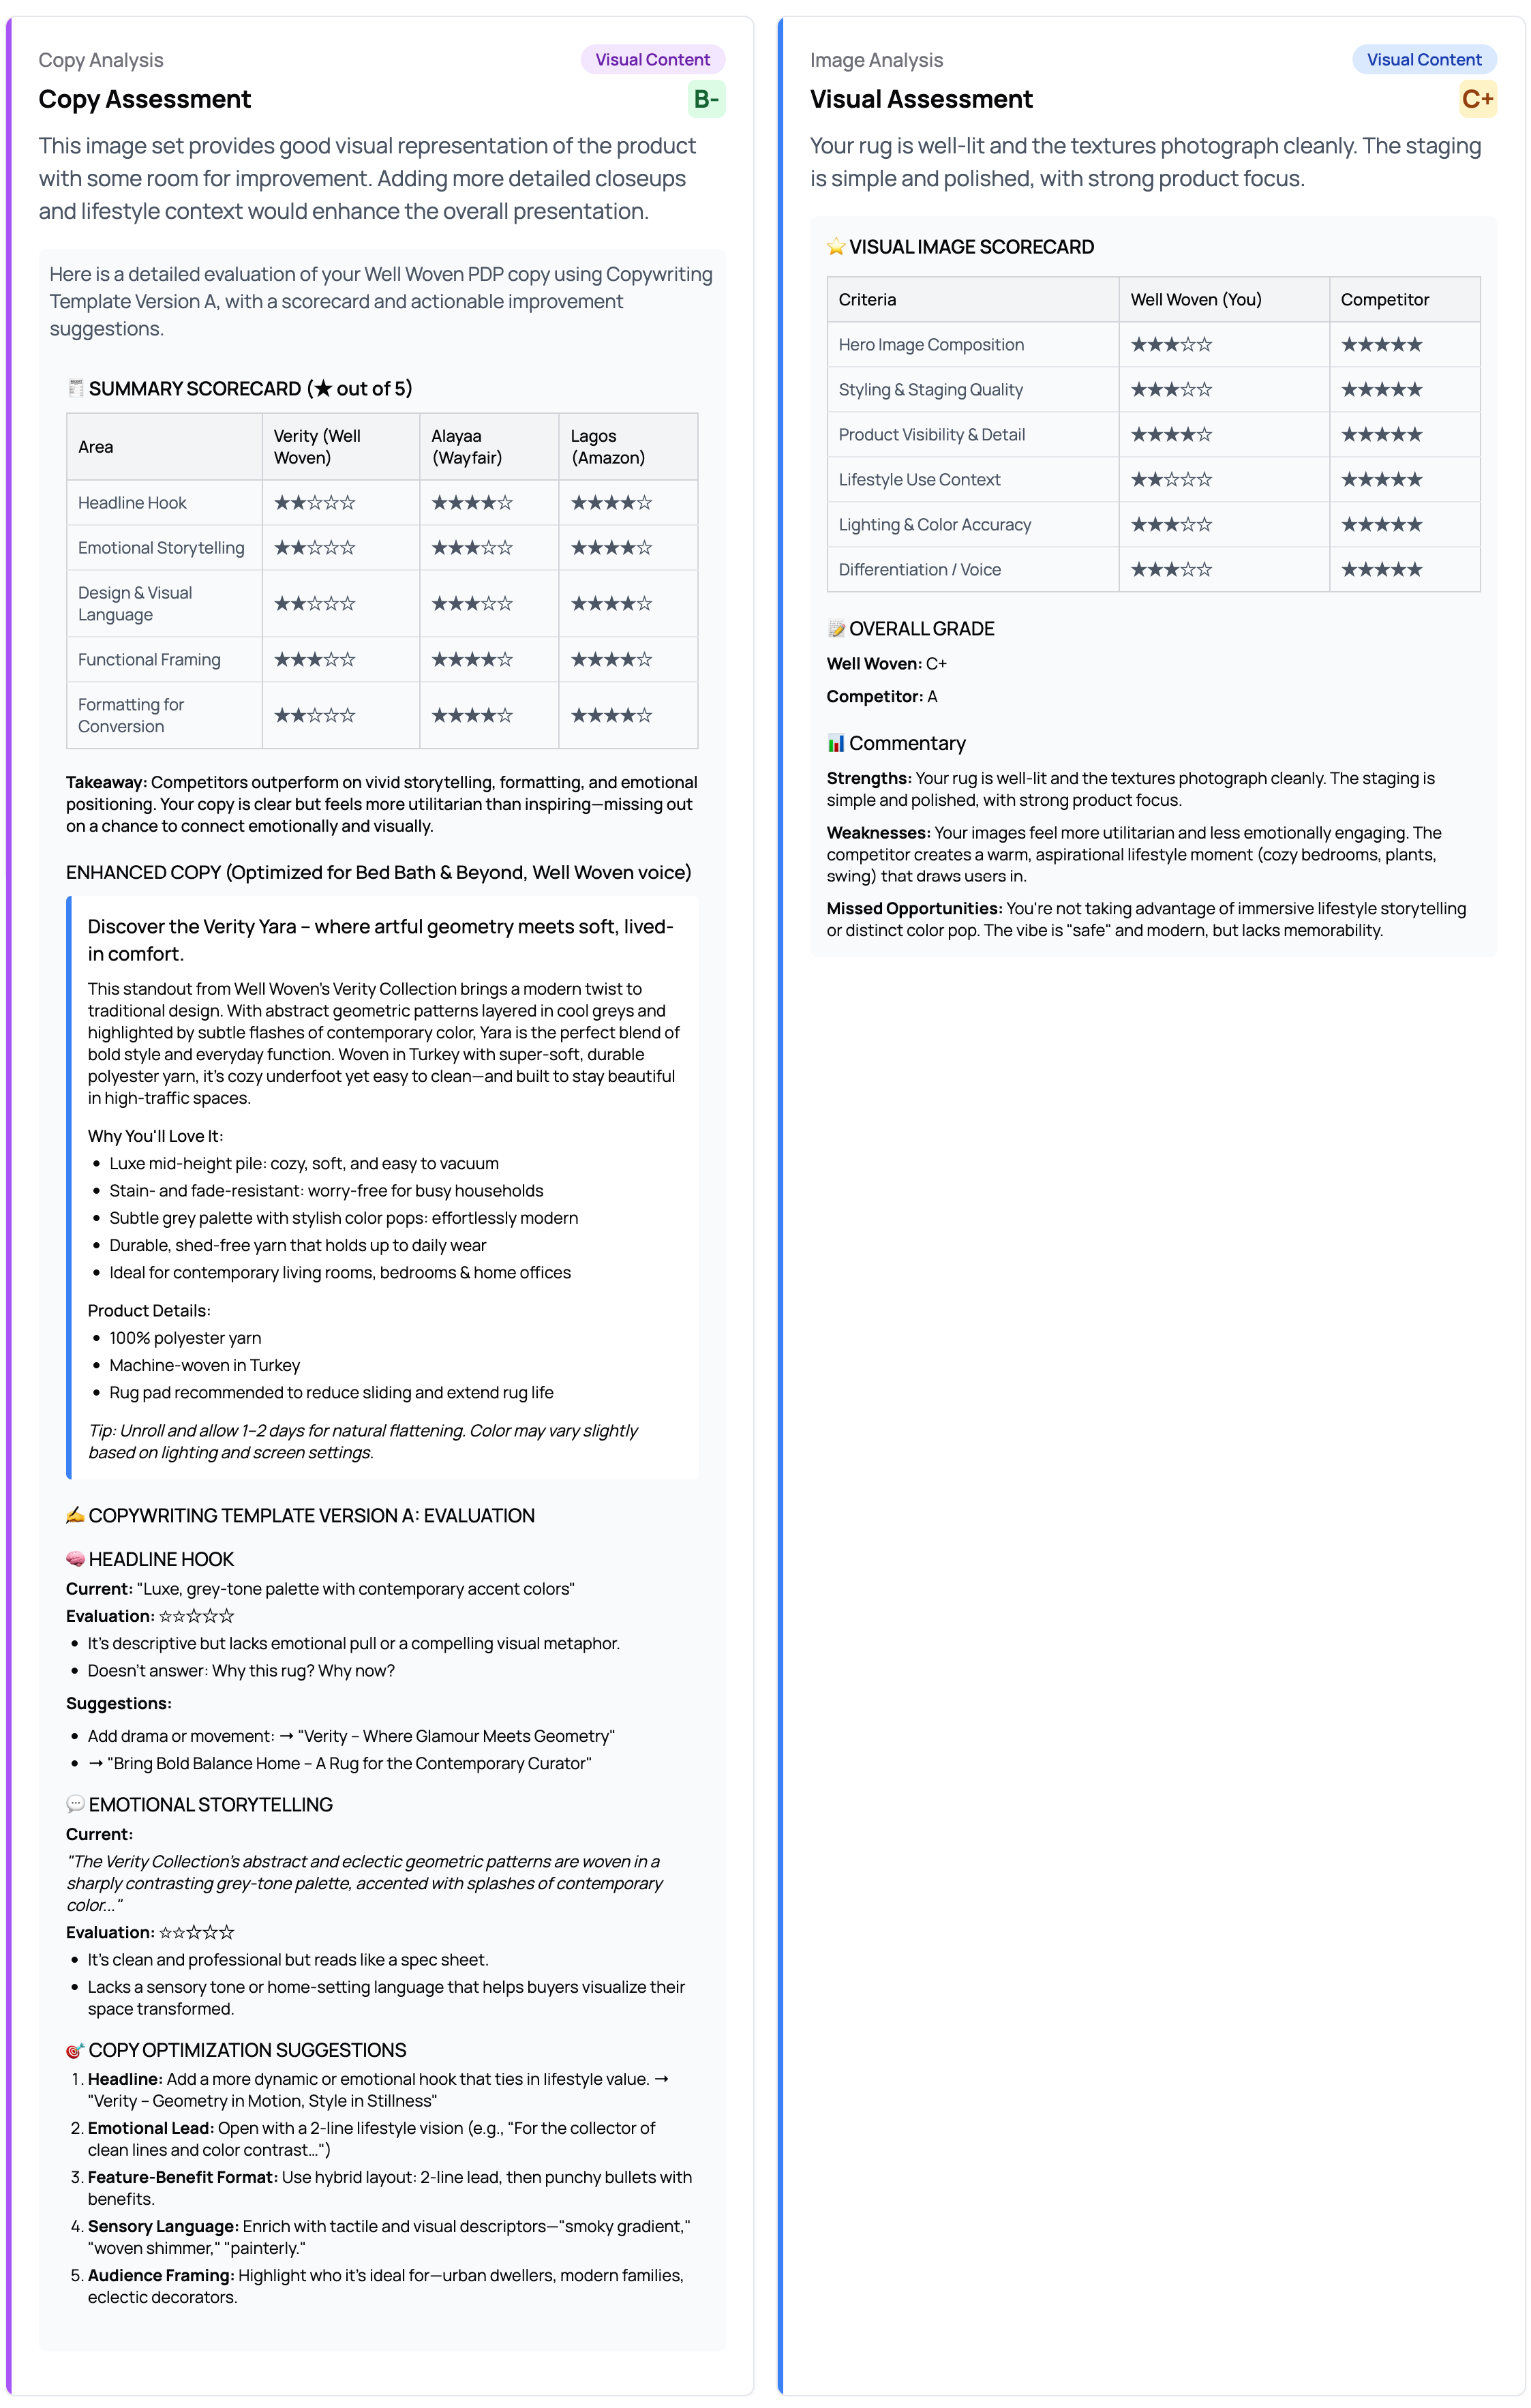 Copy Analysis
Visual Content
Copy Assessment
B-
This image set provides good visual representation of the product
with some room for improvement. Adding more detailed closeups
and lifestyle context would enhance the overall presentation.
Here is a detailed evaluation of your Well Woven PDP copy using Copywriting
Template Version A, with a scorecard and actionable improvement
suggestions.
🧾 SUMMARY SCORECARD (★ out of 5)
Area | Verity (Well Woven) | Alayaa (Wayfair) | Lagos (Amazon)
Headline Hook ★★☆☆☆ ★★★★☆ ★★★★☆
Emotional Storytelling ★★☆☆☆ ★★★☆☆ ★★★★☆
Design & Visual Language ★★☆☆☆ ★★★☆☆ ★★★★☆
Functional Framing ★★★☆☆ ★★★★☆ ★★★★☆
Formatting for Conversion ★★☆☆☆ ★★★★☆ ★★★★☆
Takeaway: Competitors outperform on vivid storytelling, formatting, and emotional
positioning. Your copy is clear but feels more utilitarian than inspiring—missing out
on a chance to connect emotionally and visually.
ENHANCED COPY (Optimized for Bed Bath & Beyond, Well Woven voice)
Discover the Verity Yara – where artful geometry meets soft, lived-
in comfort.
This standout from Well Woven's Verity Collection brings a modern twist to
traditional design. With abstract geometric patterns layered in cool greys and
highlighted by subtle flashes of contemporary color, Yara is the perfect blend of
bold style and everyday function. Woven in Turkey with super-soft, durable
polyester yarn, it's cozy underfoot yet easy to clean—and built to stay beautiful
in high-traffic spaces.
Why You'll Love It:
• Luxe mid-height pile: cozy, soft, and easy to vacuum
• Stain- and fade-resistant: worry-free for busy households
• Subtle grey palette with stylish color pops: effortlessly modern
• Durable, shed-free yarn that holds up to daily wear
• Ideal for contemporary living rooms, bedrooms & home offices
Product Details:
• 100% polyester yarn
• Machine-woven in Turkey
• Rug pad recommended to reduce sliding and extend rug life
Tip: Unroll and allow 1–2 days for natural flattening. Color may vary slightly
based on lighting and screen settings.
✍️ COPYWRITING TEMPLATE VERSION A: EVALUATION
🧠 HEADLINE HOOK
Current: "Luxe, grey-tone palette with contemporary accent colors"
Evaluation: ☆☆☆☆☆
• It's descriptive but lacks emotional pull or a compelling visual metaphor.
• Doesn't answer: Why this rug? Why now?
Suggestions:
• Add drama or movement: → "Verity – Where Glamour Meets Geometry"
• → "Bring Bold Balance Home – A Rug for the Contemporary Curator"
💬 EMOTIONAL STORYTELLING
Current:
"The Verity Collection's abstract and eclectic geometric patterns are woven in a
sharply contrasting grey-tone palette, accented with splashes of contemporary
color..."
Evaluation: ☆☆☆☆☆
• It's clean and professional but reads like a spec sheet.
• Lacks a sensory tone or home-setting language that helps buyers visualize their
space transformed.
🎯 COPY OPTIMIZATION SUGGESTIONS
1. Headline: Add a more dynamic or emotional hook that ties in lifestyle value. →
"Verity – Geometry in Motion, Style in Stillness"
2. Emotional Lead: Open with a 2-line lifestyle vision (e.g., "For the collector of
clean lines and color contrast...")
3. Feature-Benefit Format: Use hybrid layout: 2-line lead, then punchy bullets with
benefits.
4. Sensory Language: Enrich with tactile and visual descriptors—"smoky gradient,"
"woven shimmer," "painterly."
5. Audience Framing: Highlight who it's ideal for—urban dwellers, modern families,
eclectic decorators.
Image Analysis
Visual Content
Visual Assessment
C+
Your rug is well-lit and the textures photograph cleanly. The staging
is simple and polished, with strong product focus.
⭐ VISUAL IMAGE SCORECARD
Criteria | Well Woven (You) | Competitor
Hero Image Composition ★★★☆☆ ★★★★★
Styling & Staging Quality ★★★☆☆ ★★★★★
Product Visibility & Detail ★★★★☆ ★★★★★
Lifestyle Use Context ★★☆☆☆ ★★★★★
Lighting & Color Accuracy ★★★☆☆ ★★★★★
Differentiation / Voice ★★★☆☆ ★★★★★
📝 OVERALL GRADE
Well Woven: C+
Competitor: A
📊 Commentary
Strengths: Your rug is well-lit and the textures photograph cleanly. The staging is
simple and polished, with strong product focus.
Weaknesses: Your images feel more utilitarian and less emotionally engaging. The
competitor creates a warm, aspirational lifestyle moment (cozy bedrooms, plants,
swing) that draws users in.
Missed Opportunities: You're not taking advantage of immersive lifestyle storytelling
or distinct color pop. The vibe is "safe" and modern, but lacks memorability.